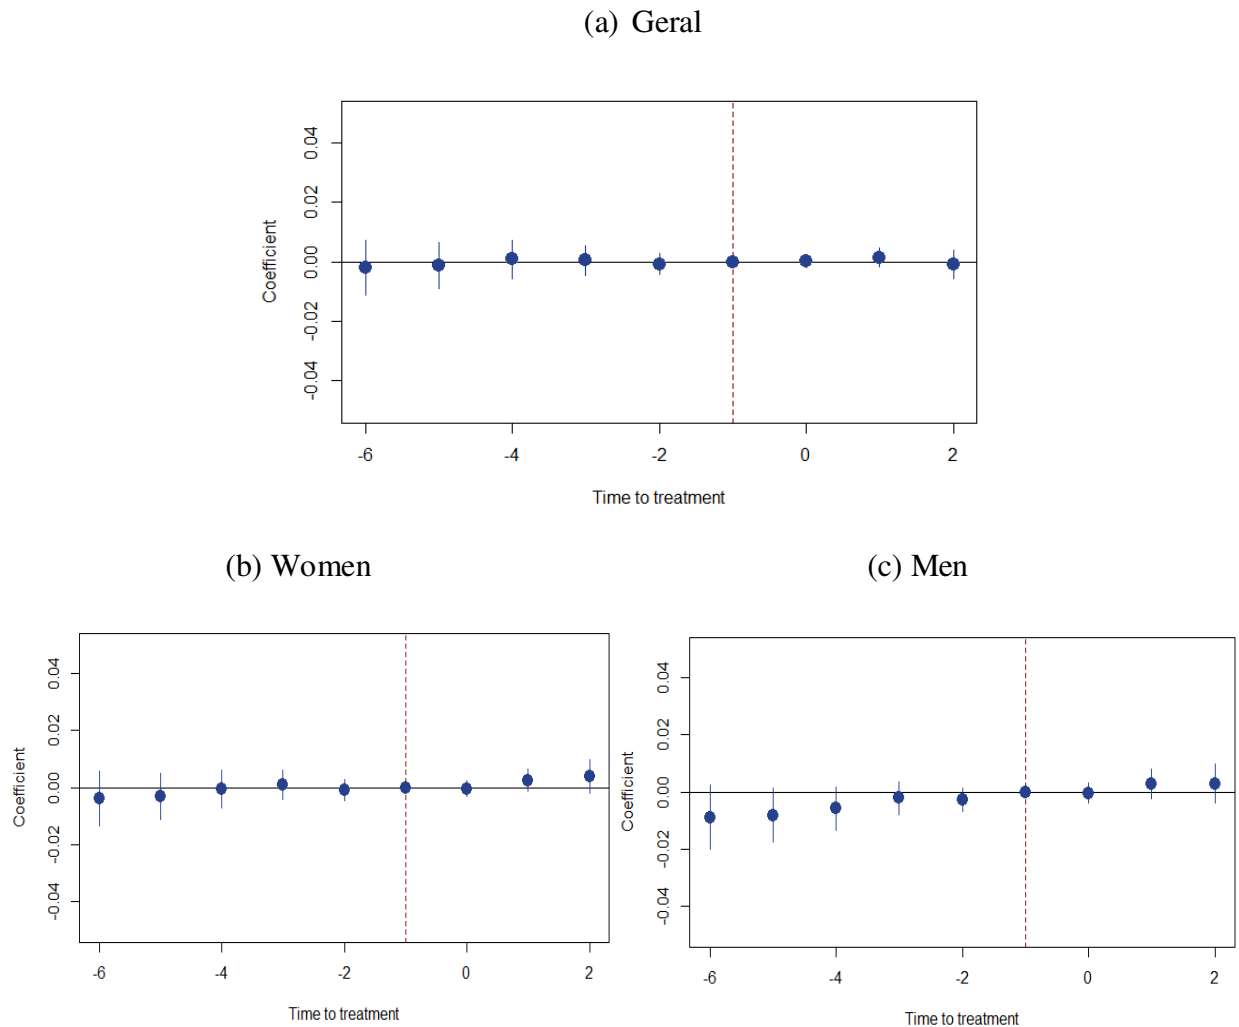 (a) Geral
0.04
0.02
0.00
-0.02
-0.04
Coefficient
-6 -4 -2 0 2
Time to treatment
(b) Women
(c) Men
0.04
0.02
0.00
-0.02
-0.04
Coefficient
-6 -4 -2 0 2
Time to treatment
0.04
0.02
0.00
-0.02
-0.04
Coefficient
-6 -4 -2 0 2
Time to treatment